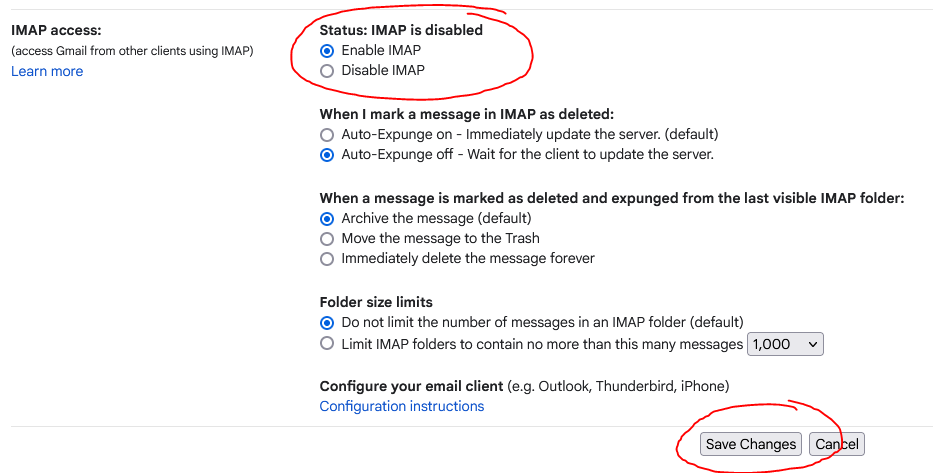 IMAP access:
(access Gmail from other clients using IMAP)
Learn more
Status: IMAP is disabled
Enable IMAP
Disable IMAP
When I mark a message in IMAP as deleted:
Auto-Expunge on - Immediately update the server. (default)
Auto-Expunge off - Wait for the client to update the server.
When a message is marked as deleted and expunged from the last visible IMAP folder:
Archive the message (default)
Move the message to the Trash
Immediately delete the message forever
Folder size limits
Do not limit the number of messages in an IMAP folder (default)
Limit IMAP folders to contain no more than this many messages 1,000
Configure your email client (e.g. Outlook, Thunderbird, iPhone)
Configuration instructions
Save Changes Cancel